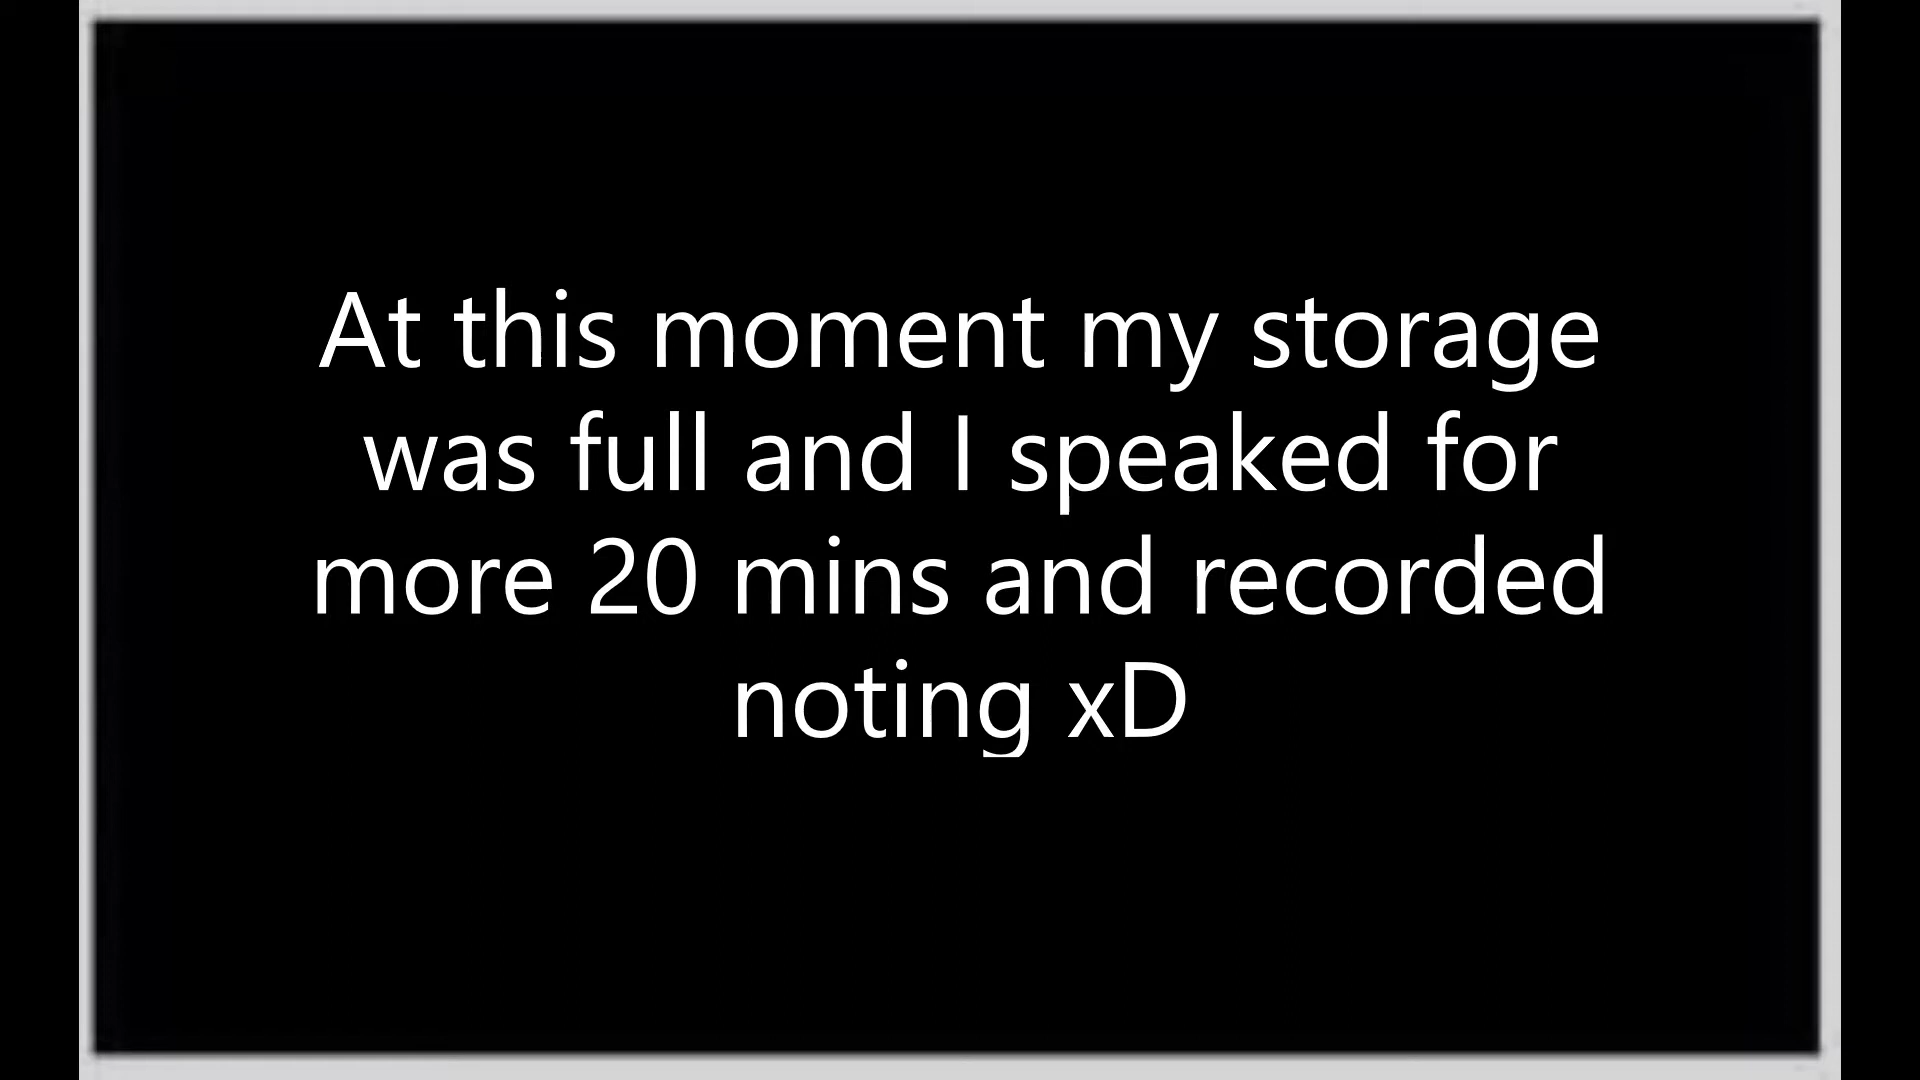 At this moment my storage
was full and I speaked for
more 20 mins and recorded
noting xD